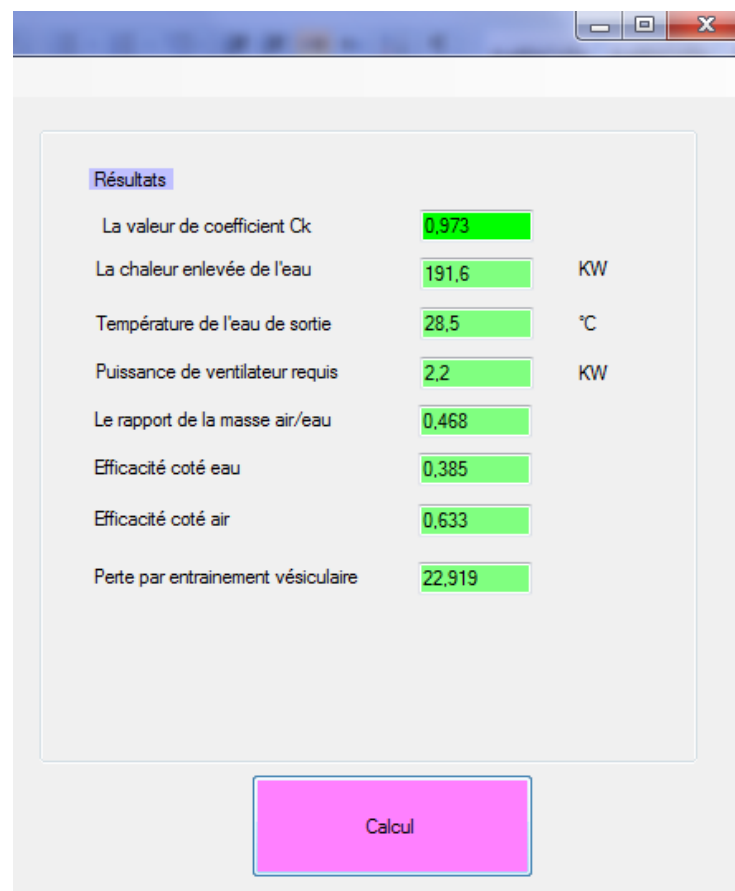 Résultats
La valeur de coefficient Ck 0,973
La chaleur enlevée de l'eau 191,6 KW
Température de l'eau de sortie 28,5 °C
Puissance de ventilateur requis 2,2 KW
Le rapport de la masse air/eau 0,468
Efficacité coté eau 0,385
Efficacité coté air 0,633
Perte par entrainement vésiculaire 22,919
Calcul